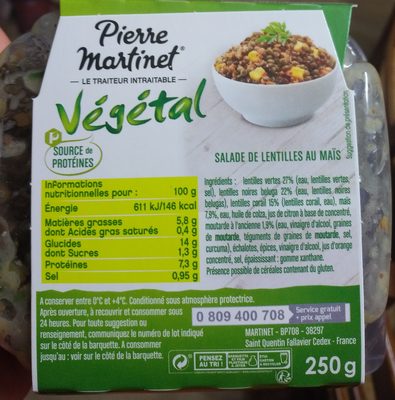 Pierre
Martinet®
— LE TRAITEUR INTRAITABLE —
Végétal
SOURCE de
PROTÉINES
Suggestion de présentation
SALADE DE LENTILLES AU MAÏS
Informations
nutritionnelles pour : 100 g
Énergie 611 kJ/146 kcal
Matières grasses 5,8 g
dont Acides gras saturés 0,4 g
Glucides 14 g
dont Sucres 1,3 g
Protéines 7,3 g
Sel 0,95 g
Ingrédients : lentilles vertes 27% (eau, lentilles vertes,
sel), lentilles noires beluga 22% (eau, lentilles noires
belugas), lentilles corail 15% (lentilles corail, eau), maïs
7,9%, eau, huile de colza, jus de citron à base de concentré,
moutarde à l'ancienne 1,9% (eau, vinaigre d'alcool, graines
de moutarde, téguments de graines de moutarde, sel,
curcuma), échalotes, épices, vinaigre d'alcool, jus d'orange
concentré, sel, épaississant : gomme xanthane.
Présence possible de céréales contenant du gluten.
A conserver entre 0°C et +4°C. Conditionné sous atmosphère protectrice.
Après ouverture, à recouvrir et consommer sous
24 heures. Pour toute suggestion ou
renseignement, communiquez le numéro de lot indiqué
sur le côté de la barquette. A consommer
jusqu'au : voir sur le côté de la barquette.
0 809 400 708
Service gratuit
+ prix appel
MARTINET - BP708 - 38297
Saint Quentin Fallavier Cedex - France
PENSEZ
AU TRI !
250g